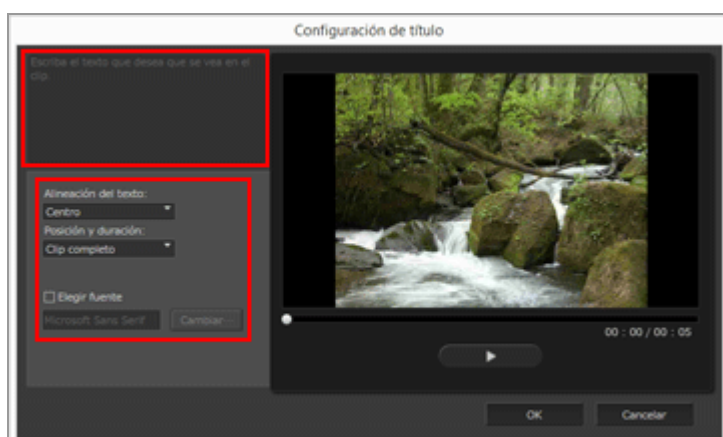 Configuración de título
Escriba el texto que desea que se vea en el
clip.
Alineación del texto:
Centro
Posición y duración:
Clip completo
Elegir fuente
Microsoft Sans Serif
Cambiar...
00 : 00 / 00 : 05
OK
Cancelar